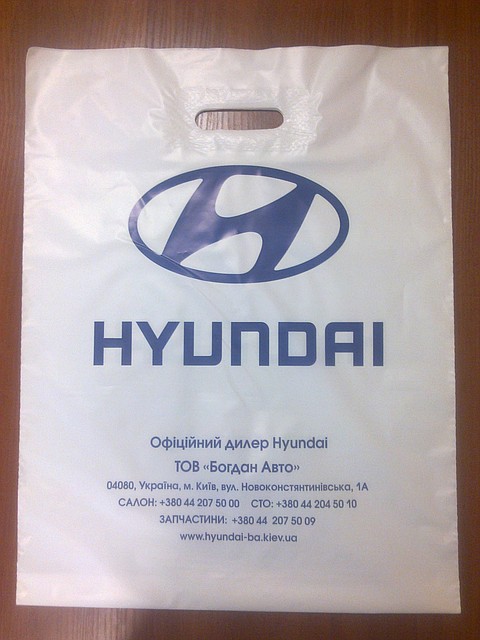 HYUNDAI
Офіційний дилер Hyundai
ТОВ «Богдан Авто»
04080, Україна, м. Київ, вул. Новоконстянтинівська, 1А
САЛОН: +380 44 207 50 00 СТО: +380 44 204 50 10
ЗАПЧАСТИНИ: +380 44 207 50 09
www.hyundai-ba.kiev.ua